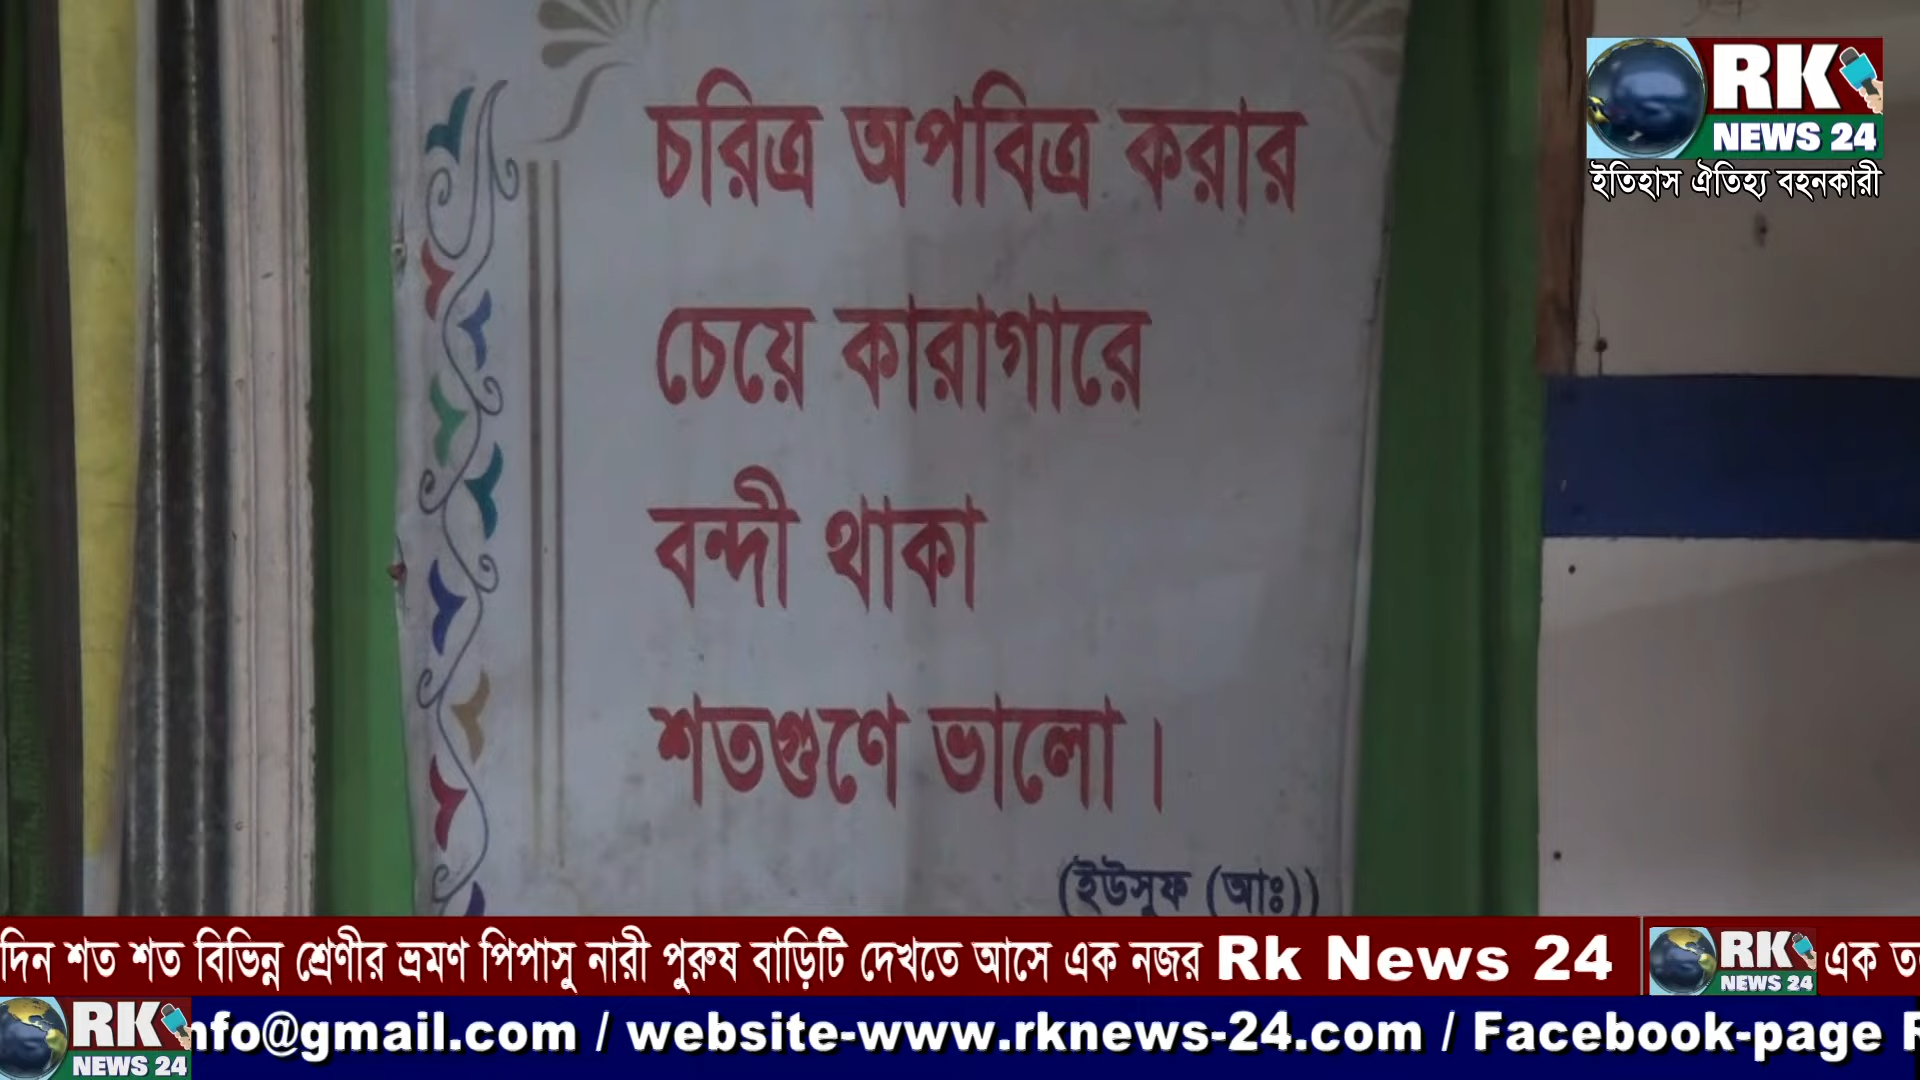 চরিত্র অপবিত্র করার
চেয়ে কারাগারে
বন্দী থাকা
শতগুণে ভালো।
(ইউসুফ (আঃ))
RK
NEWS 24
ইতিহাস ঐতিহ্য বহনকারী
দিন শত শত বিভিন্ন শ্রেণীর ভ্রমণ পিপাসু নারী পুরুষ বাড়িটি দেখতে আসে এক নজর Rk News 24 RK NEWS 24 এক
RK NEWS 24 nfo@gmail.com / website-www.rknews-24.com / Facebook-page R